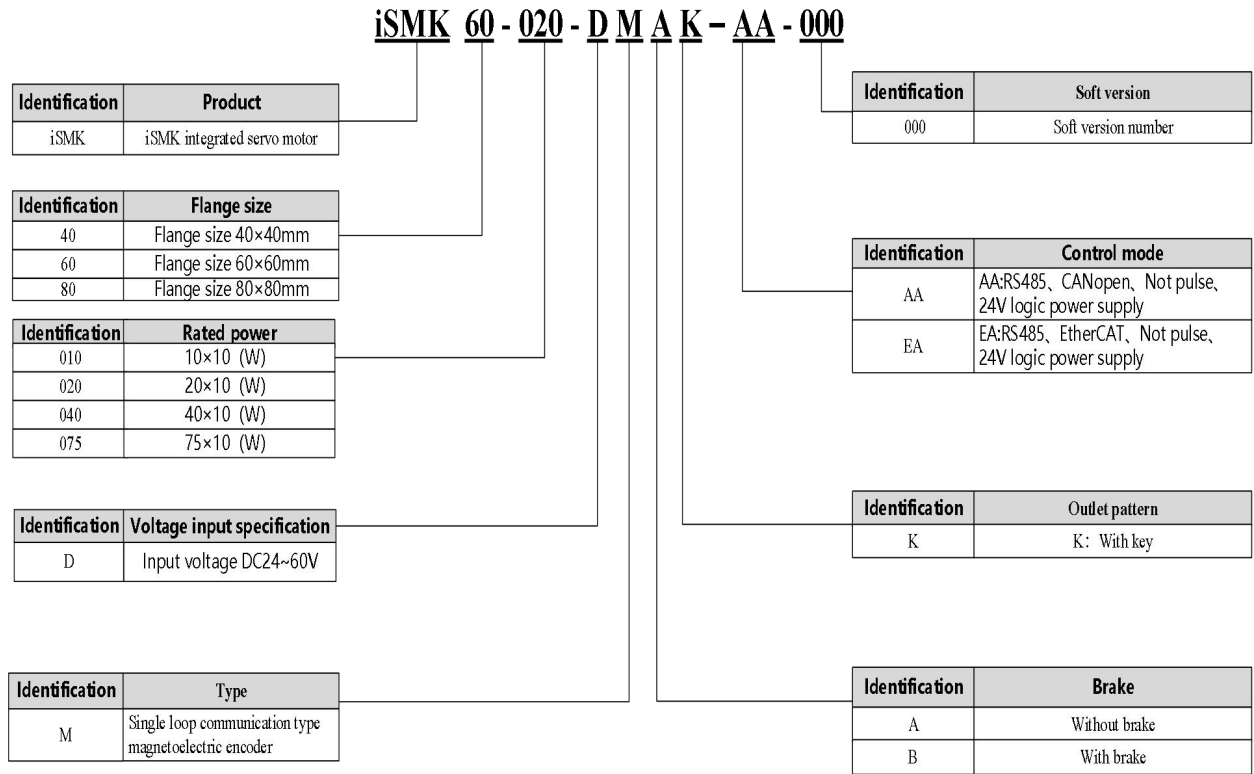 iSMK 60 - 020 - D M A K – AA - 000
Identification Product
iSMK iSMK integrated servo motor
Identification Flange size
40 Flange size 40×40mm
60 Flange size 60×60mm
80 Flange size 80×80mm
Identification Rated power
010 10×10 (W)
020 20×10 (W)
040 40×10 (W)
075 75×10 (W)
Identification Voltage input specification
D Input voltage DC24~60V
Identification Type
M Single loop communication type
magnetoelectric encoder
Identification Soft version
000 Soft version number
Identification Control mode
AA AA:RS485、CANopen、Not pulse、
24V logic power supply
EA EA:RS485、EtherCAT、Not pulse、
24V logic power supply
Identification Outlet pattern
K K：With key
Identification Brake
A Without brake
B With brake